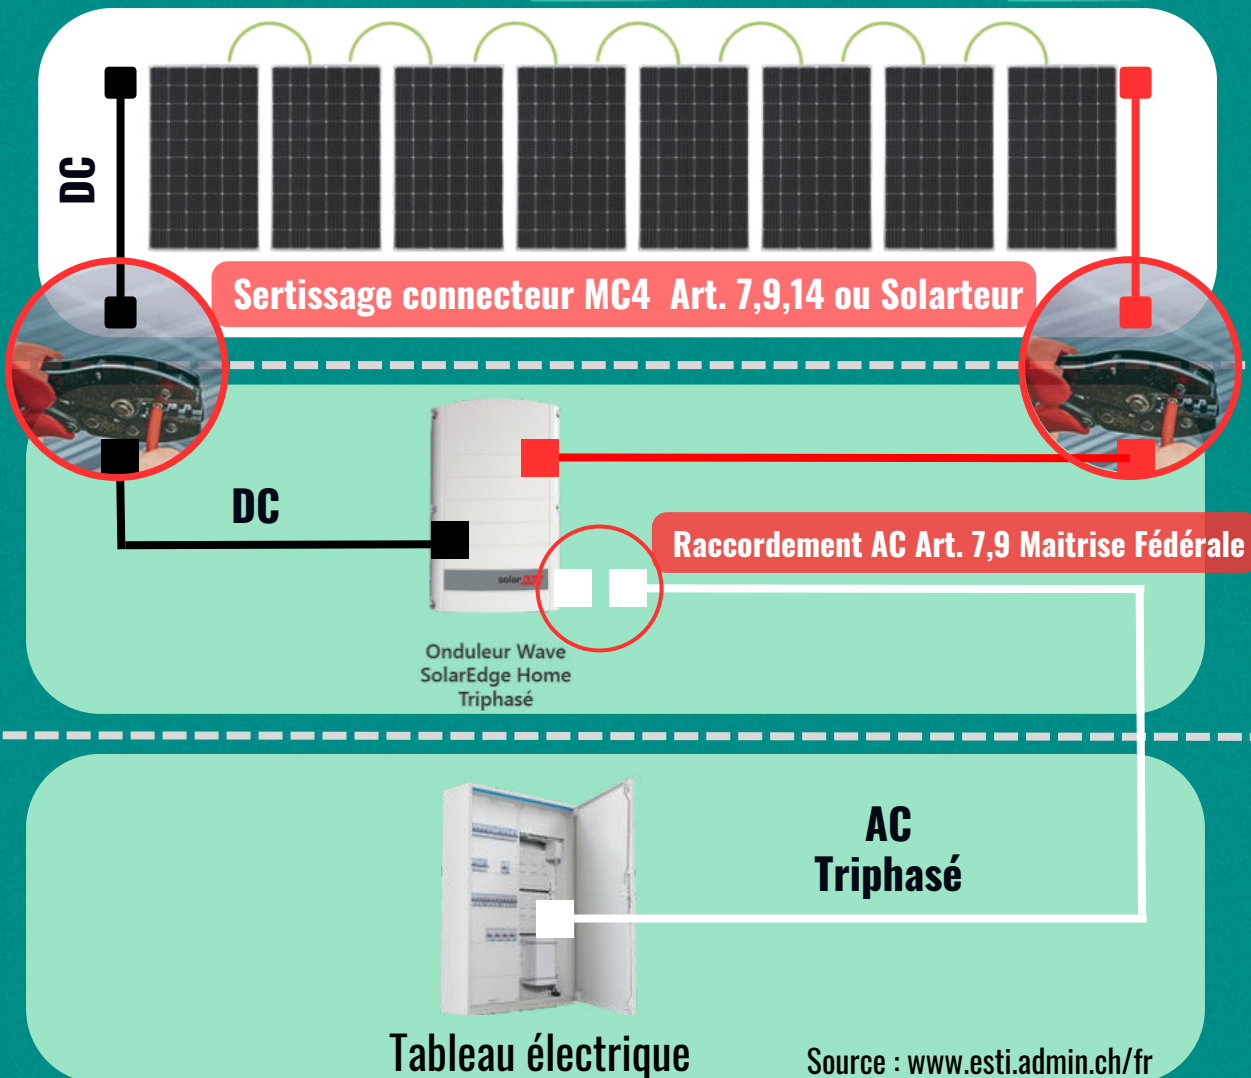 DC
Sertissage connecteur MC4 Art. 7,9,14 ou Solarteur
DC
Raccordement AC Art. 7,9 Maitrise Fédérale
solar
Onduleur Wave
SolarEdge Home
Triphasé
AC
Triphasé
Tableau électrique
Source : www.esti.admin.ch/fr